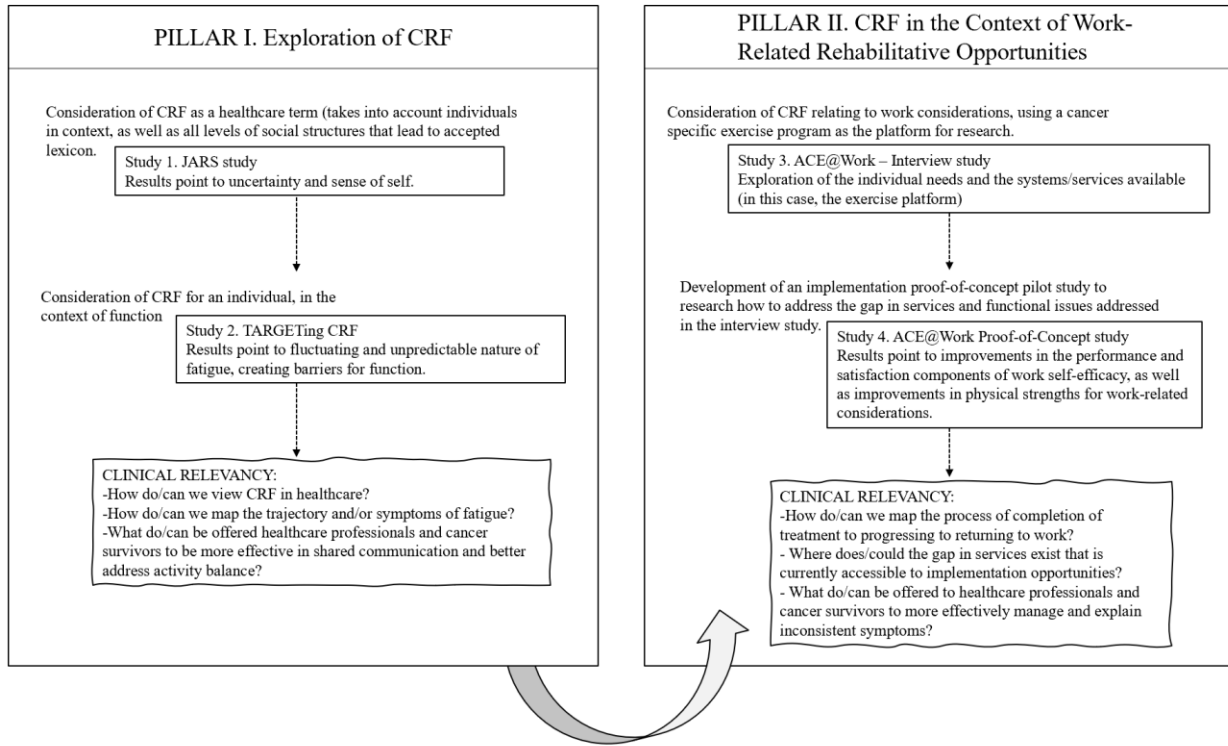 PILLAR I. Exploration of CRF
Consideration of CRF as a healthcare term (takes into account individuals
in context, as well as all levels of social structures that lead to accepted
lexicon.
Study 1. JARS study
Results point to uncertainty and sense of self.
Consideration of CRF for an individual, in the
context of function
Study 2. TARGETing CRF
Results point to fluctuating and unpredictable nature of
fatigue, creating barriers for function.
CLINICAL RELEVANCY:
-How do/can we view CRF in healthcare?
-How do/can we map the trajectory and/or symptoms of fatigue?
-What do/can be offered healthcare professionals and cancer
survivors to be more effective in shared communication and better
address activity balance?
PILLAR II. CRF in the Context of Work-
Related Rehabilitative Opportunities
Consideration of CRF relating to work considerations, using a cancer
specific exercise program as the platform for research.
Study 3. ACE@Work – Interview study
Exploration of the individual needs and the systems/services available
(in this case, the exercise platform)
Development of an implementation proof-of-concept pilot study to
research how to address the gap in services and functional issues addressed
in the interview study.
Study 4. ACE@Work Proof-of-Concept study
Results point to improvements in the performance and
satisfaction components of work self-efficacy, as well
as improvements in physical strengths for work-related
considerations.
CLINICAL RELEVANCY:
-How do/can we map the process of completion of
treatment to progressing to returning to work?
- Where does/could the gap in services exist that is
currently accessible to implementation opportunities?
- What do/can be offered to healthcare professionals and
cancer survivors to more effectively manage and explain
inconsistent symptoms?